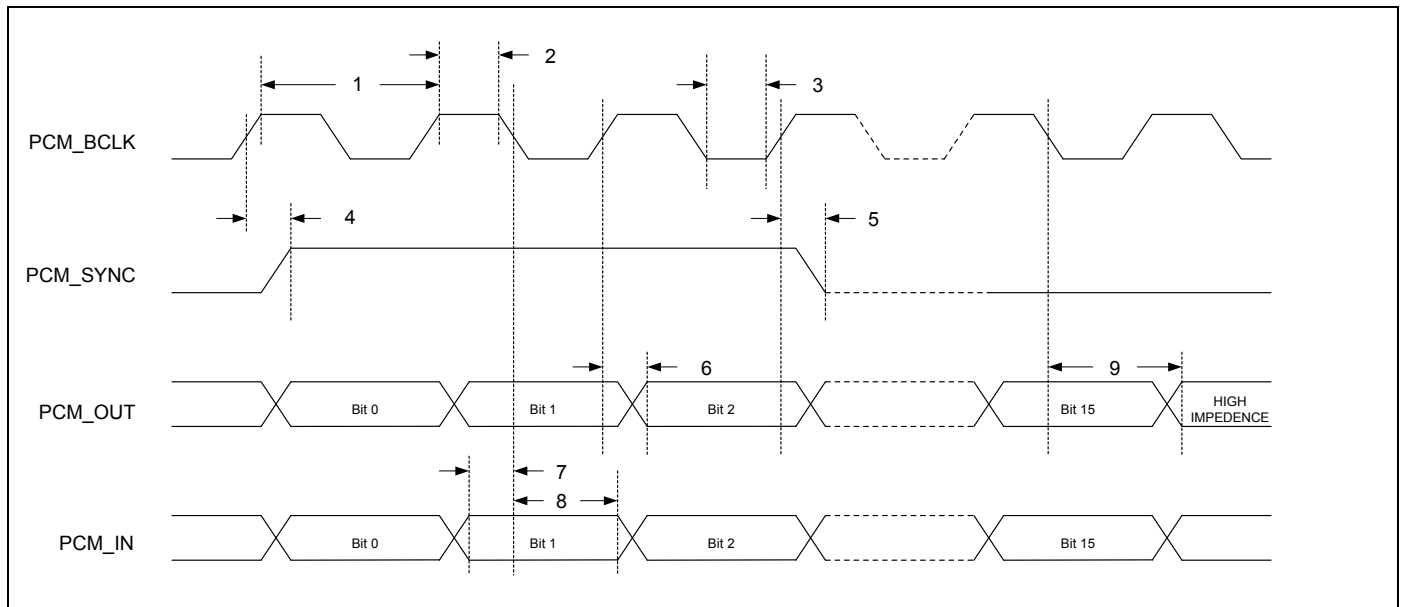 2
1
3
PCM_BCLK
4
5
PCM_SYNC
6
9
PCM_OUT
Bit 0
Bit 1
Bit 2
Bit 15
HIGH
IMPEDENCE
7
8
PCM_IN
Bit 0
Bit 1
Bit 2
Bit 15